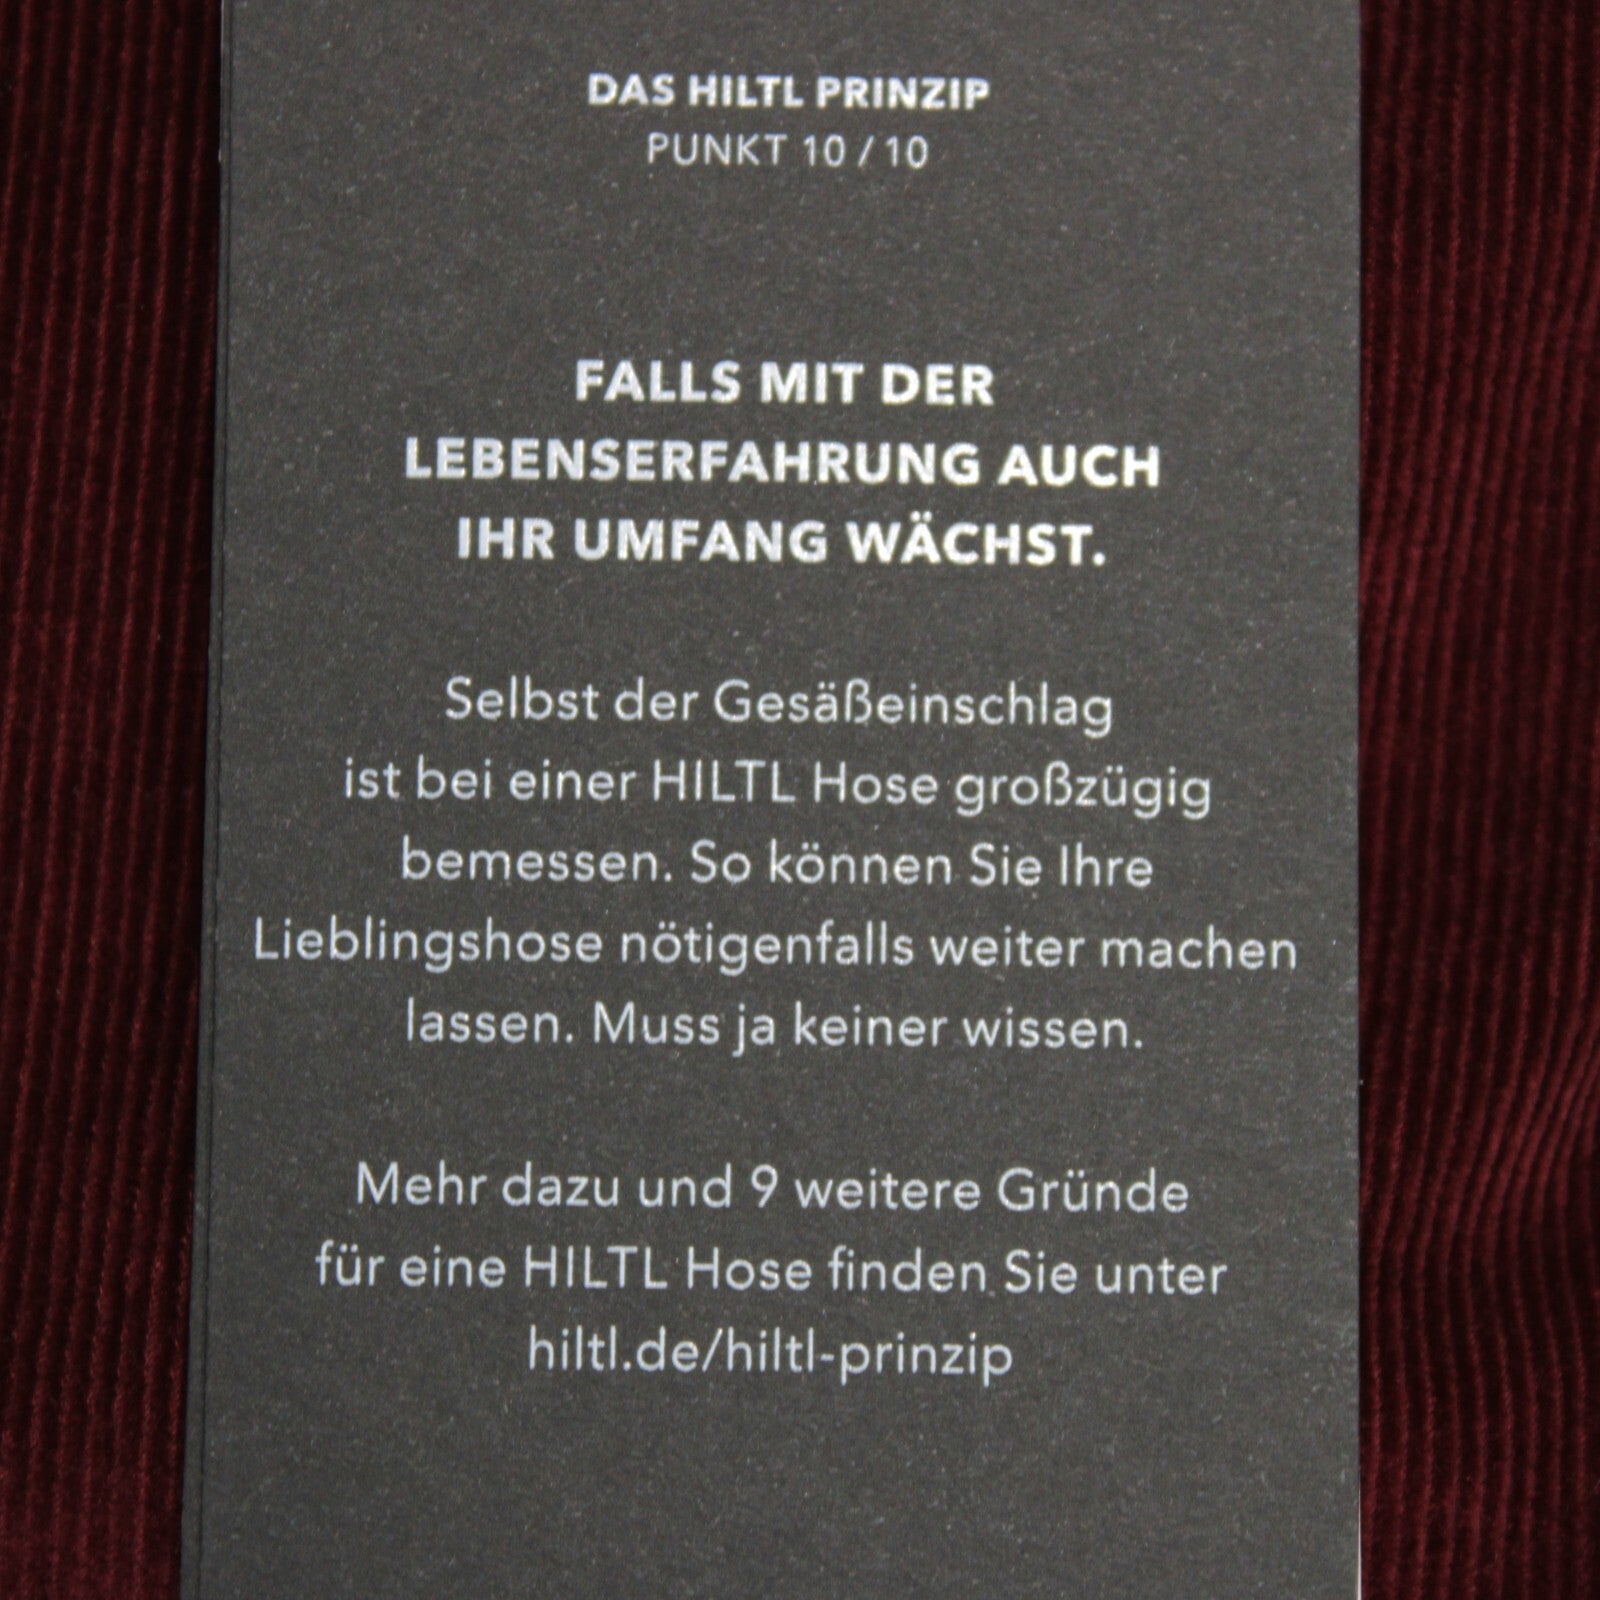 DAS HILTL PRINZIP
PUNKT 10 / 10
FALLS MIT DER
LEBENSERFAHRUNG AUCH
IHR UMFANG WÄCHST.
Selbst der Gesäßeinschlag
ist bei einer HILTL Hose großzügig
bemessen. So können Sie Ihre
Lieblingshose nötigenfalls weiter machen
lassen. Muss ja keiner wissen.
Mehr dazu und 9 weitere Gründe
für eine HILTL Hose finden Sie unter
hiltl.de/hiltl-prinzip